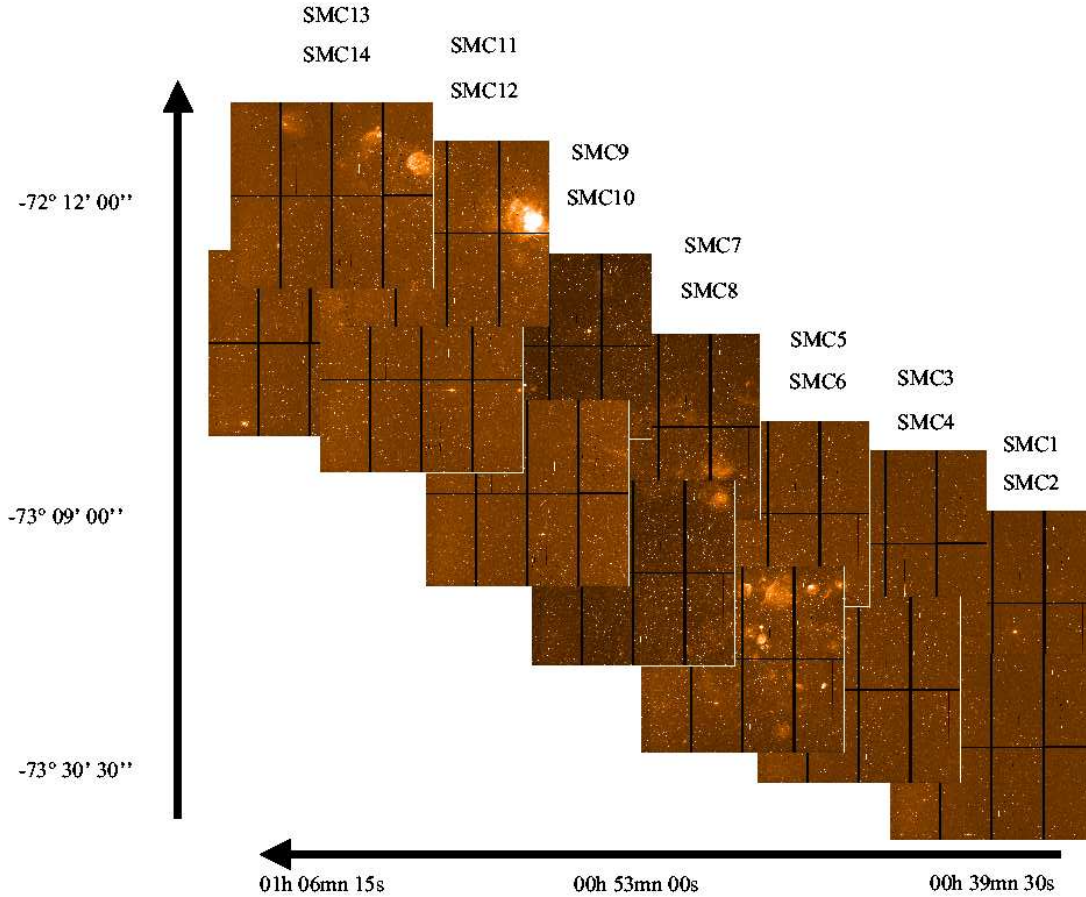 SMC13
SMC14
SMC11
SMC12
SMC9
SMC10
SMC7
SMC8
SMC5
SMC6
SMC3
SMC4
SMC1
SMC2
-72° 12’ 00’’
-73° 09’ 00’’
-73° 30’ 30’’
01h 06mn 15s
00h 53mn 00s
00h 39mn 30s